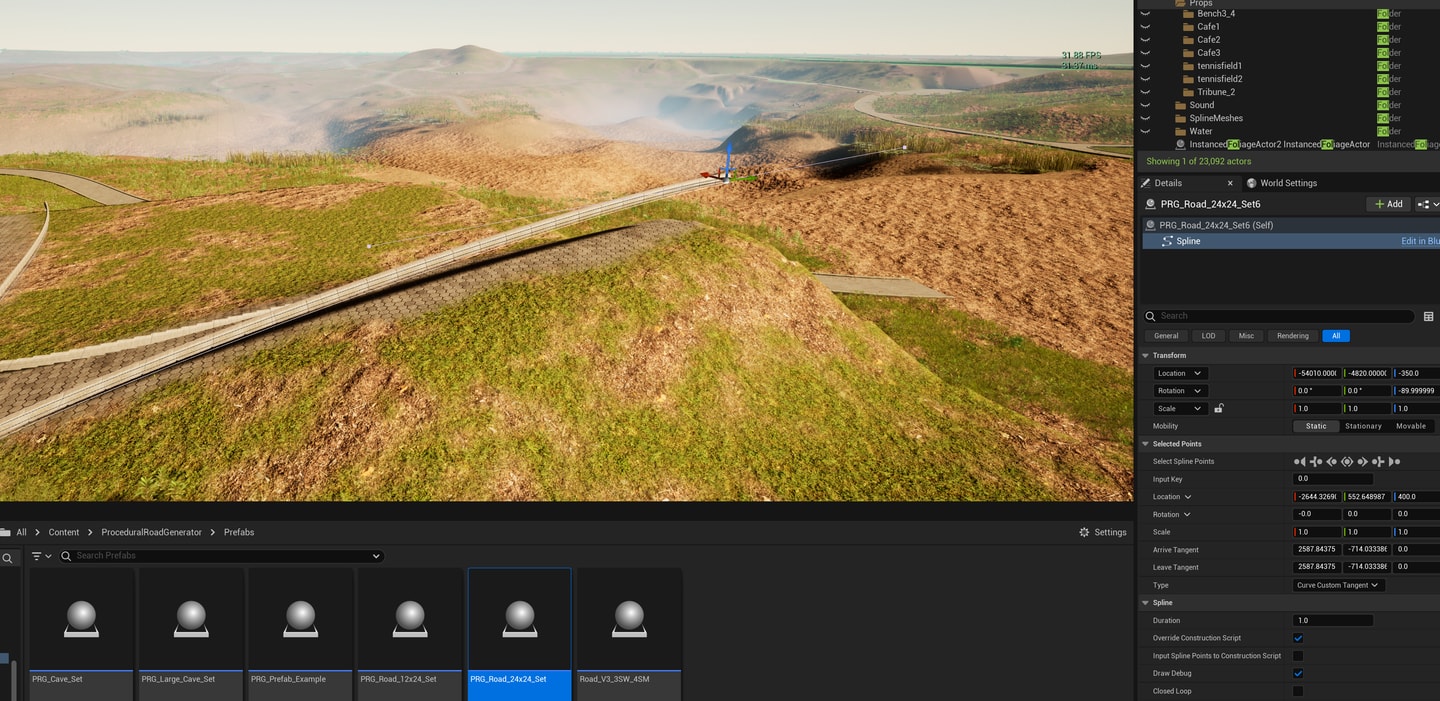 31.88 FPS
31.37 ms
Props
Bench3_4 Folder
Cafe1 Folder
Cafe2 Folder
Cafe3 Folder
tennisfield1 Folder
tennisfield2 Folder
Tribune_2 Folder
Sound Folder
SplineMeshes Folder
Water Folder
InstancedFoliageActor2 InstancedFoliageActor InstancedFoliag
Showing 1 of 23,092 actors
Details World Settings
PRG_Road_24x24_Set6 Add
PRG_Road_24x24_Set6 (Self)
Spline Edit in Blu
Search
General LOD Misc Rendering All
Transform
Location -54010.000 -4820.00000 -350.0
Rotation 0.0 ° 0.0 ° -89.999999
Scale 1.0 1.0 1.0
Mobility Static Stationary Movable
Selected Points
Select Spline Points
Input Key 0.0
Location -2644.3269 552.648987 400.0
Rotation -0.0 0.0 0.0
Scale 1.0 1.0 1.0
Arrive Tangent 2587.84375 -714.033386 0.0
Leave Tangent 2587.84375 -714.033386 0.0
Type Curve Custom Tangent
Spline
Duration 1.0
Override Construction Script
Input Spline Points to Construction Script
Draw Debug
Closed Loop
All Content ProceduralRoadGenerator Prefabs Settings
Search Prefabs
PRG_Cave_Set PRG_Large_Cave_Set PRG_Prefab_Example PRG_Road_12x24_Set PRG_Road_24x24_Set Road_V3_3SW_4SM